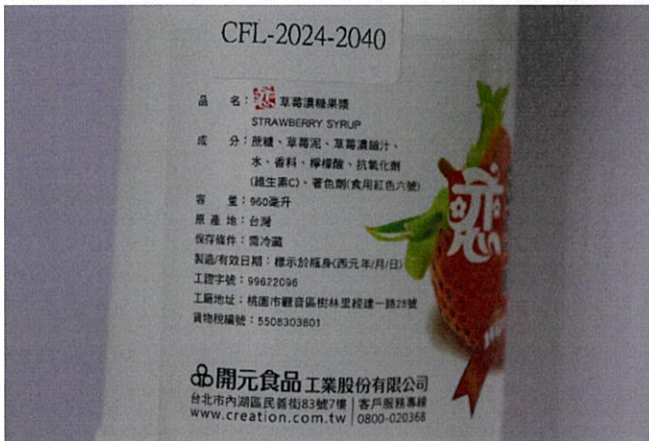 CFL-2024-2040
品 名：草莓濃糖果漿
STRAWBERRY SYRUP
成 分：蔗糖、草莓泥、草莓濃縮汁、
水、香料、檸檬酸、抗氧化劑
(維生素C)、著色劑(食用紅色六號)
容 量：960毫升
原 產 地：台灣
保存條件：需冷藏
製造/有效日期：標示於瓶身(西元年/月/日)
工證字號：99622096
工廠地址：桃園市觀音區樹林里經建一路28號
貨物稅編號：5508303601
開元食品工業股份有限公司
台北市內湖區民善街83號7樓 客戶服務專線
www.creation.com.tw 0800-020368